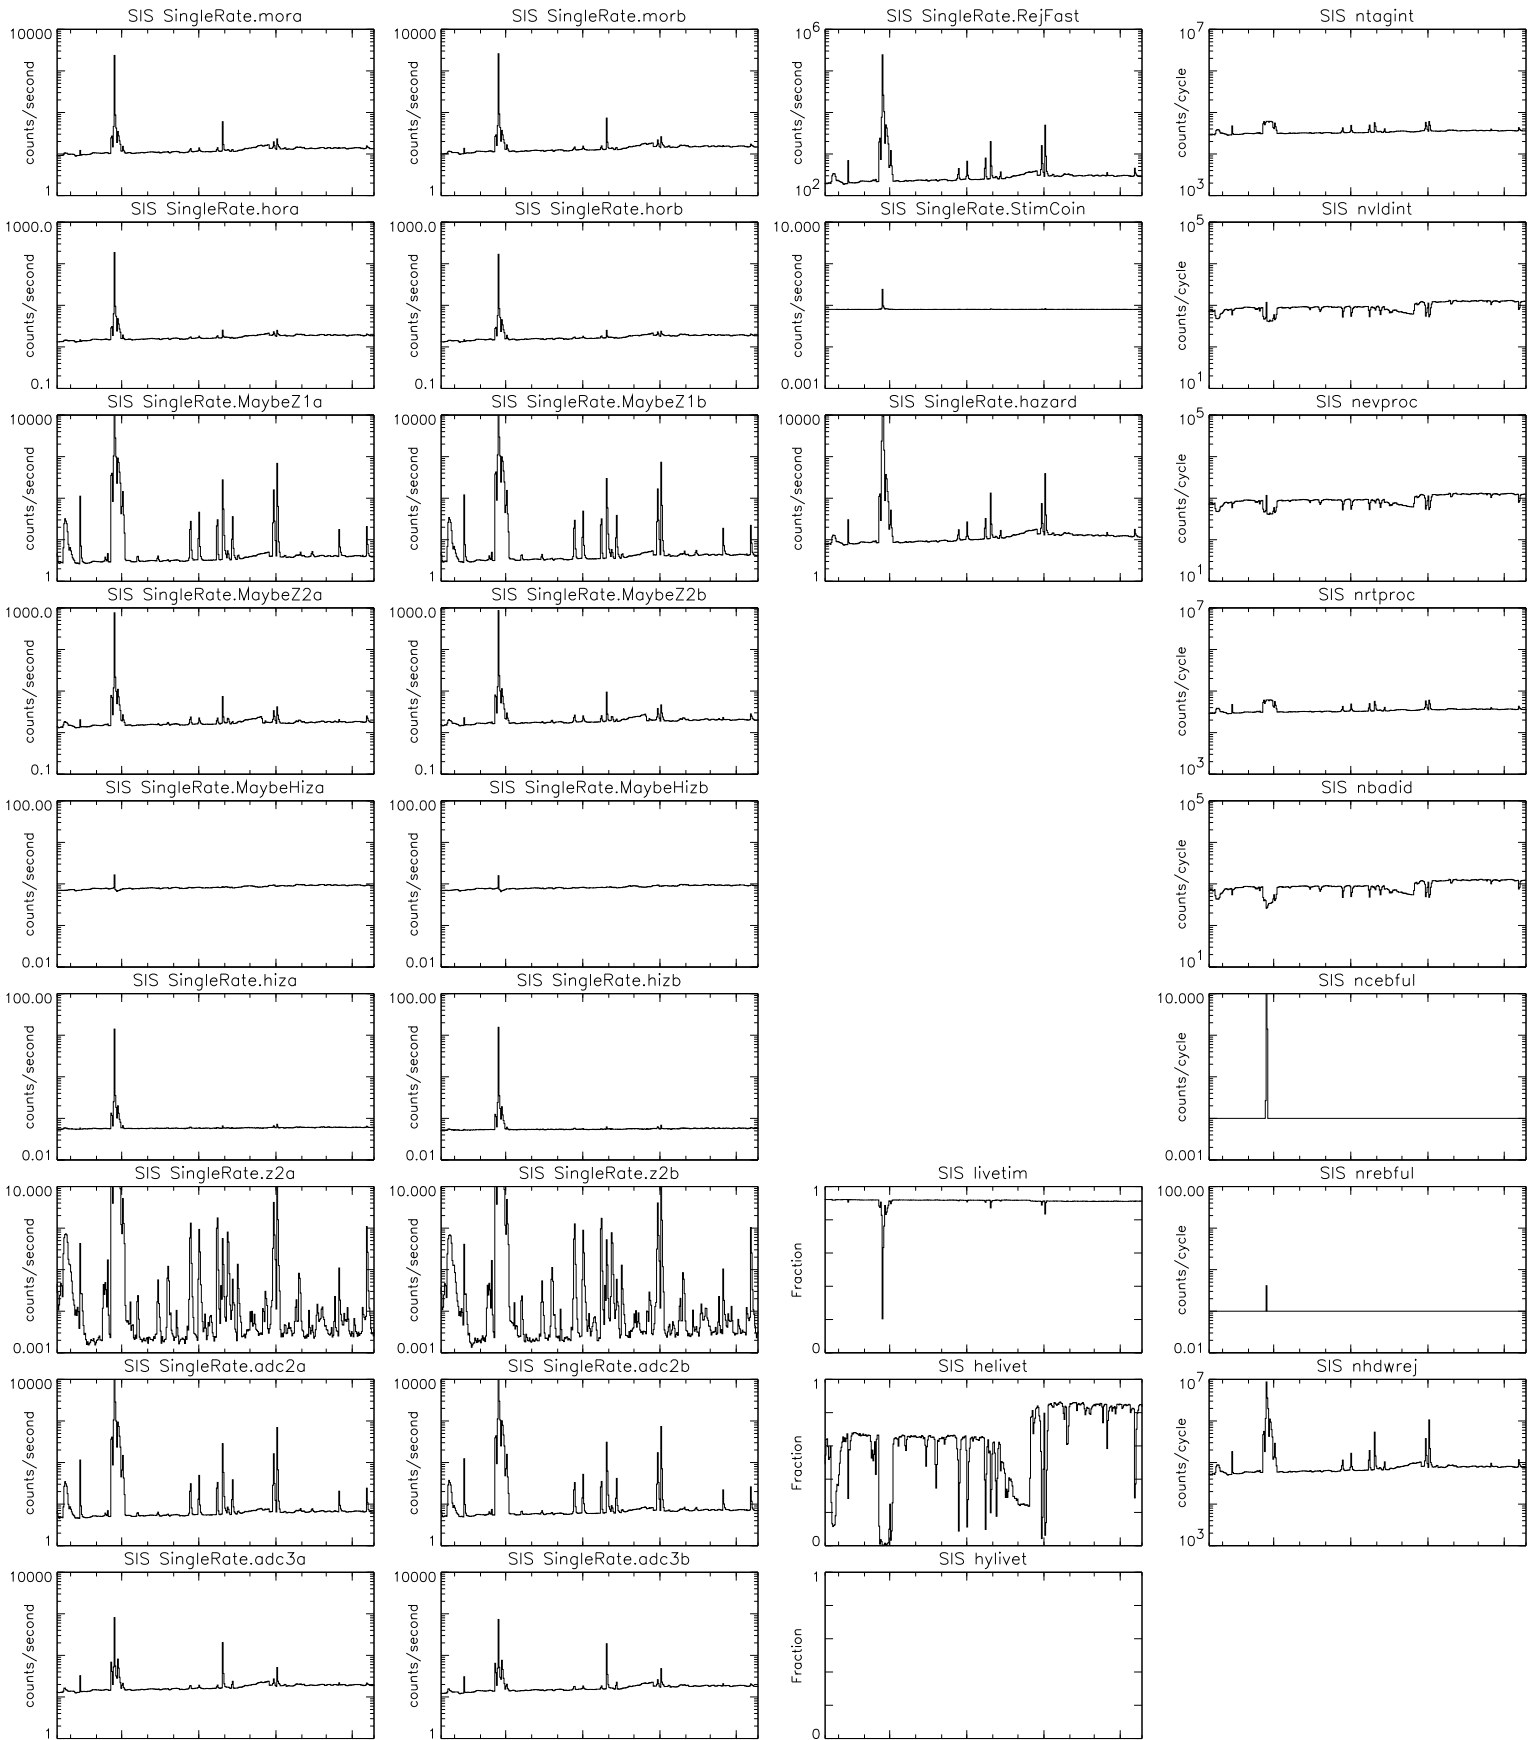 SIS SingleRate.mora
10000
counts/second
1
SIS SingleRate.morb
10000
counts/second
1
SIS SingleRate.RejFast
10^6
counts/second
10^2
SIS ntagint
10^7
counts/cycle
10^3
SIS SingleRate.hora
1000.0
counts/second
0.1
SIS SingleRate.horb
1000.0
counts/second
0.1
SIS SingleRate.StimCoin
10.000
counts/second
0.001
SIS nvldint
10^5
counts/cycle
10^1
SIS SingleRate.MaybeZ1a
10000
counts/second
1
SIS SingleRate.MaybeZ1b
10000
counts/second
1
SIS SingleRate.hazard
10000
counts/second
1
SIS nevproc
10^5
counts/cycle
10^1
SIS SingleRate.MaybeZ2a
1000.0
counts/second
0.1
SIS SingleRate.MaybeZ2b
1000.0
counts/second
0.1
SIS nrtproc
10^7
counts/cycle
10^3
SIS SingleRate.MaybeHiza
100.00
counts/second
0.01
SIS SingleRate.MaybeHizb
100.00
counts/second
0.01
SIS nbadid
10^5
counts/cycle
10^1
SIS SingleRate.hiza
100.00
counts/second
0.01
SIS SingleRate.hizb
100.00
counts/second
0.01
SIS ncebful
10.000
counts/cycle
0.001
SIS SingleRate.z2a
10.000
counts/second
0.001
SIS SingleRate.z2b
10.000
counts/second
0.001
SIS livetim
1
Fraction
0
SIS nrebful
100.00
counts/cycle
0.01
SIS SingleRate.adc2a
10000
counts/second
1
SIS SingleRate.adc2b
10000
counts/second
1
SIS helivet
1
Fraction
0
SIS nhdwrej
10^7
counts/cycle
10^3
SIS SingleRate.adc3a
10000
counts/second
1
SIS SingleRate.adc3b
10000
counts/second
1
SIS hylivet
1
Fraction
0